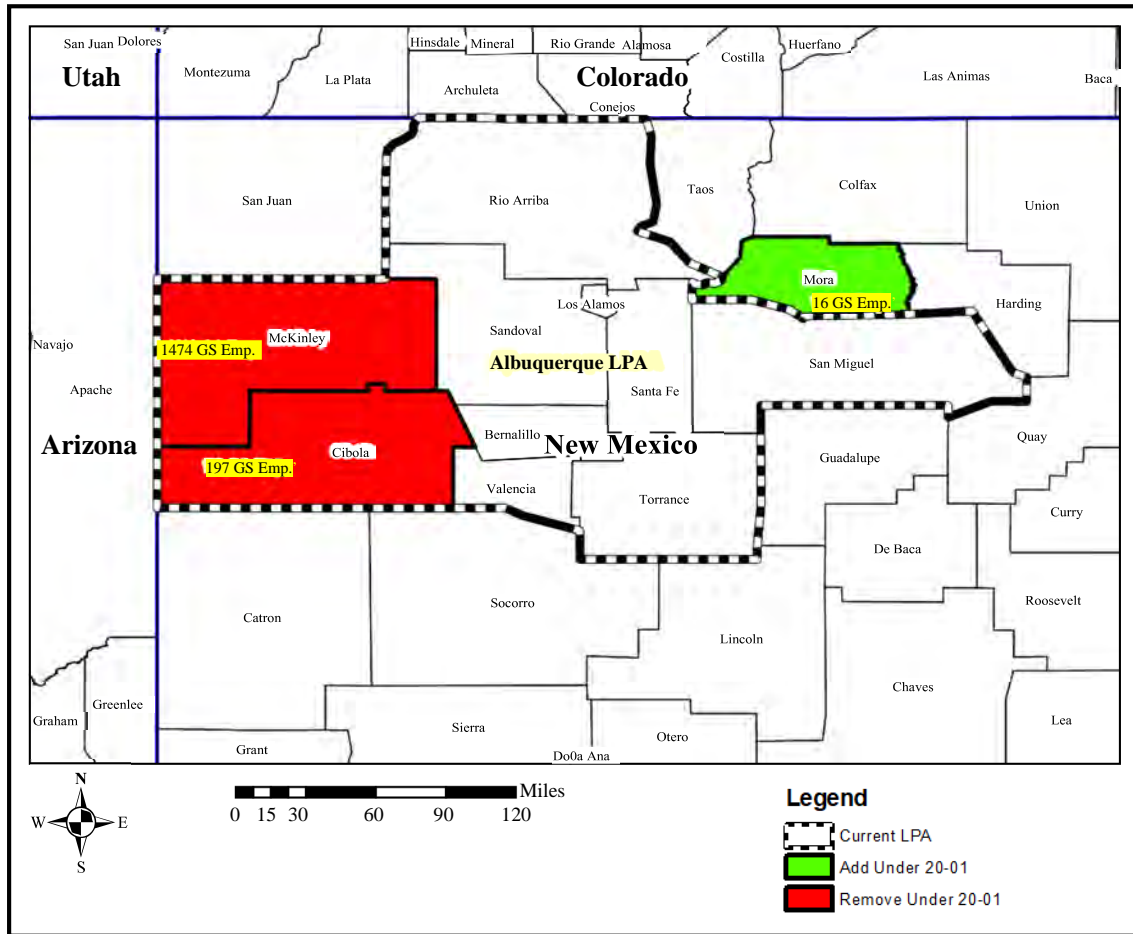 San Juan Dolores
Hinsdale Mineral Rio Grande Alamosa
Costilla Huerfano
Utah Montezuma La Plata Colorado Las Animas Baca
Archuleta
Conejos
San Juan Rio Arriba Taos Colfax Union
Mora
Los Alamos 16 GS Emp. Harding
Sandoval
Navajo McKinley
1474 GS Emp. Albuquerque LPA San Miguel
Apache Santa Fe
Arizona Cibola Bernalillo New Mexico Quay
197 GS Emp. Guadalupe
Valencia Torrance
Curry
De Baca
Catron Socorro Roosevelt
Lincoln
Chaves
Graham Greenlee Sierra Lea
Grant Otero
Do0a Ana
N
W E
S
Miles
0 15 30 60 90 120
Legend
Current LPA
Add Under 20-01
Remove Under 20-01